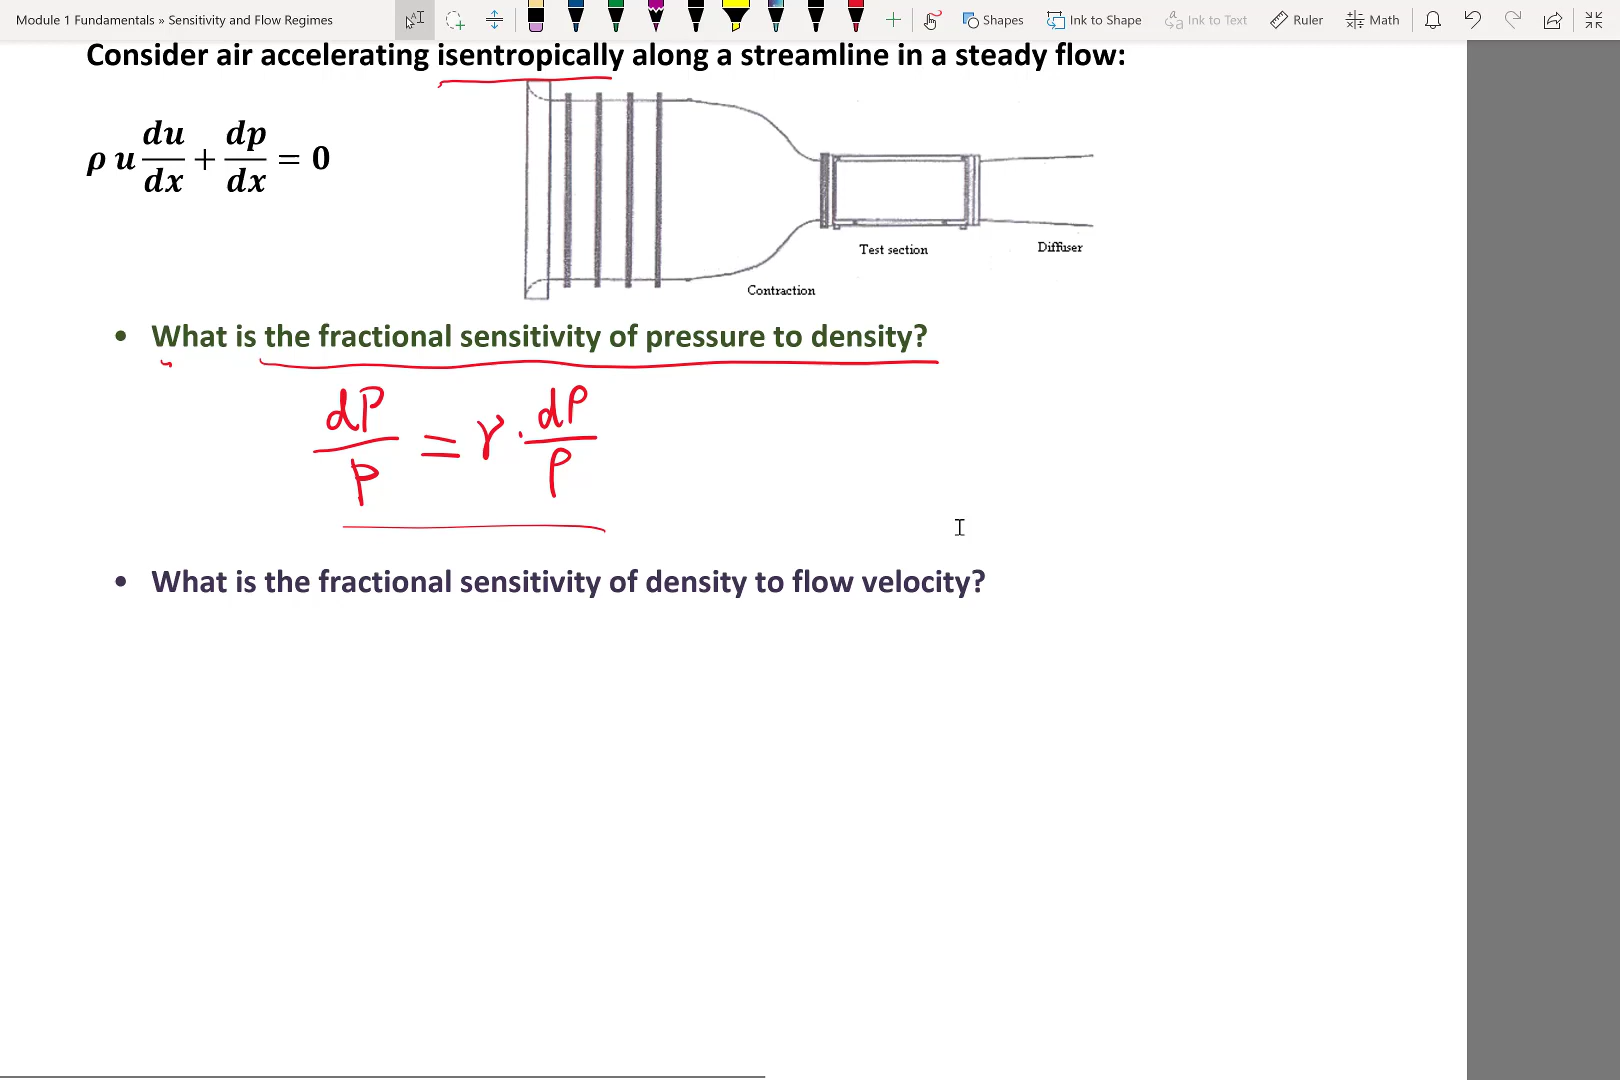 Module 1 Fundamentals » Sensitivity and Flow Regimes
Shapes
Ink to Shape
Ink to Text
Ruler
Math
Consider air accelerating isentropically along a streamline in a steady flow:
ρ u du/dx + dp/dx = 0
Test section
Diffuser
Contraction
• What is the fractional sensitivity of pressure to density?
dP/P = γ · dρ/ρ
• What is the fractional sensitivity of density to flow velocity?